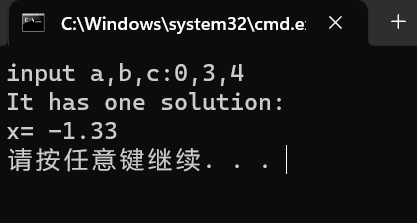 C:\Windows\system32\cmd.e
input a,b,c:0,3,4
It has one solution:
x= -1.33
请按任意键继续. . .